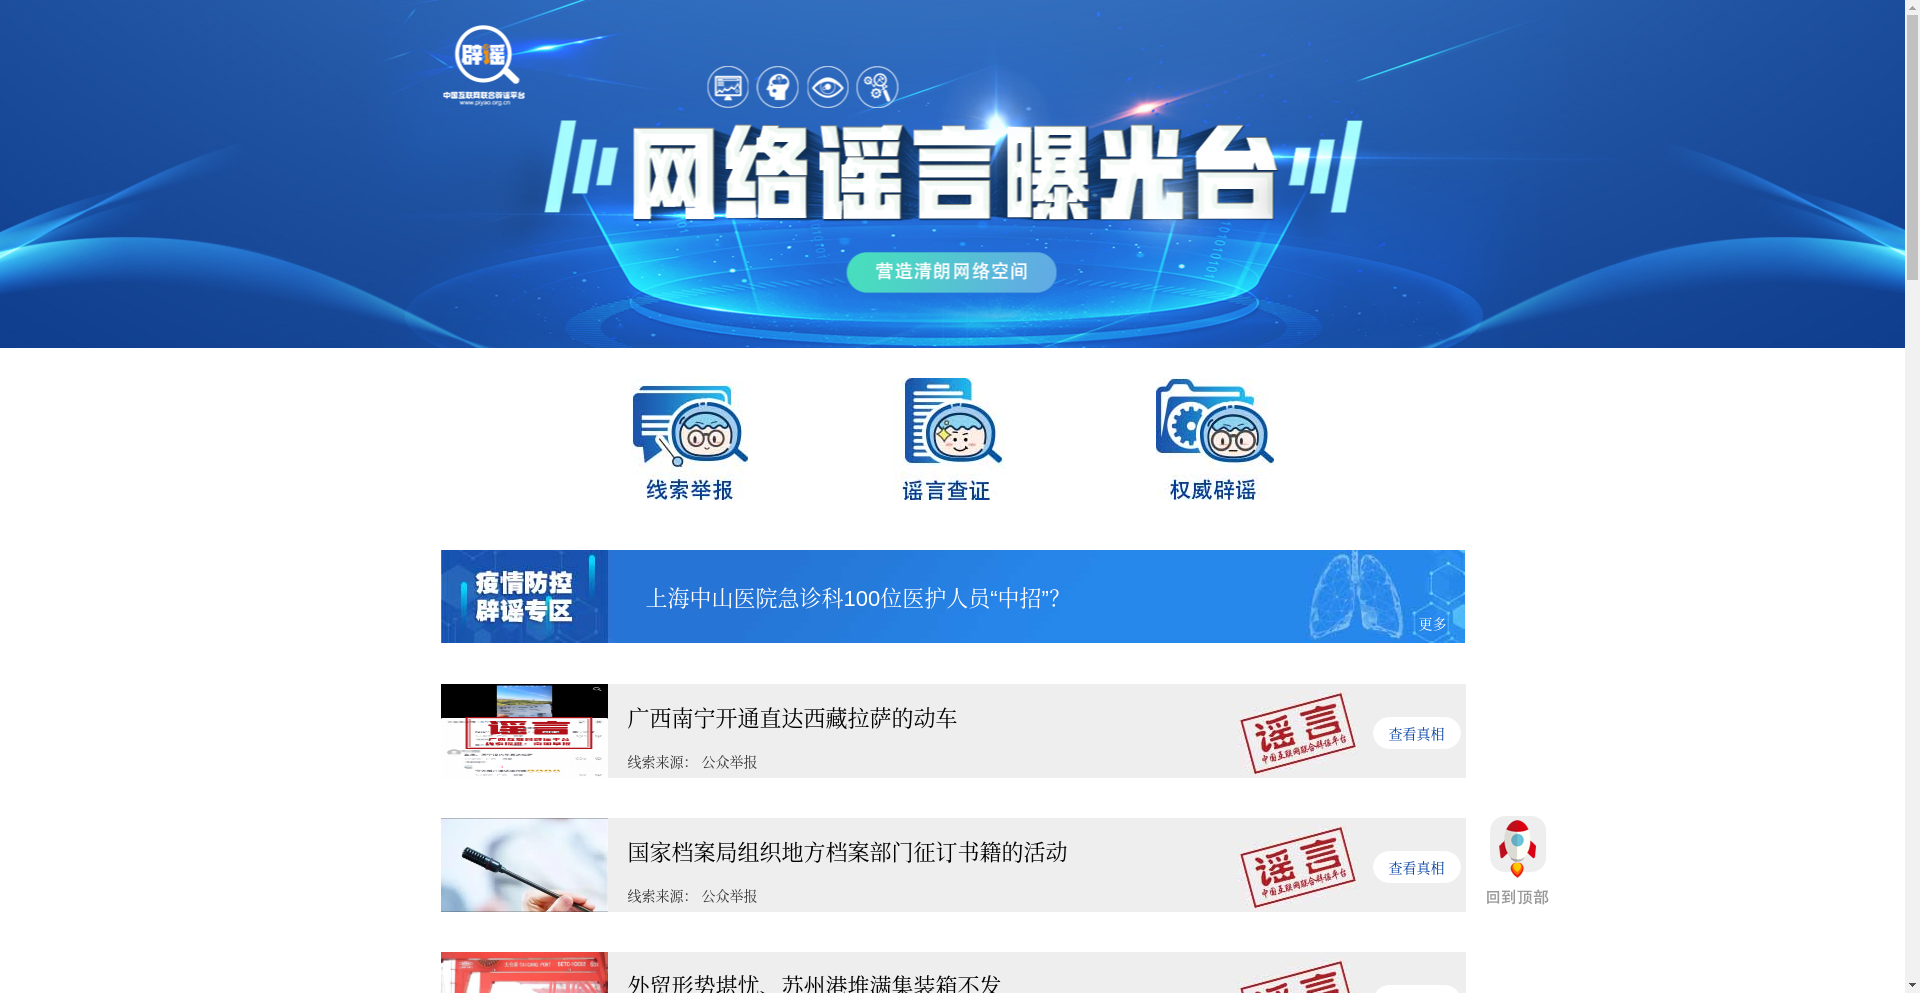 辟谣
中国互联网联合辟谣平台
www.piyao.org.cn
网络谣言曝光台
营造清朗网络空间
线索举报
谣言查证
权威辟谣
疫情防控
辟谣专区
上海中山医院急诊科100位医护人员“中招”？
更多
广西南宁开通直达西藏拉萨的动车
线索来源： 公众举报
谣言
中国互联网联合辟谣平台
查看真相
国家档案局组织地方档案部门征订书籍的活动
线索来源： 公众举报
谣言
中国互联网联合辟谣平台
查看真相
回到顶部
外贸形势堪忧、苏州港堆满集装箱不发
谣言